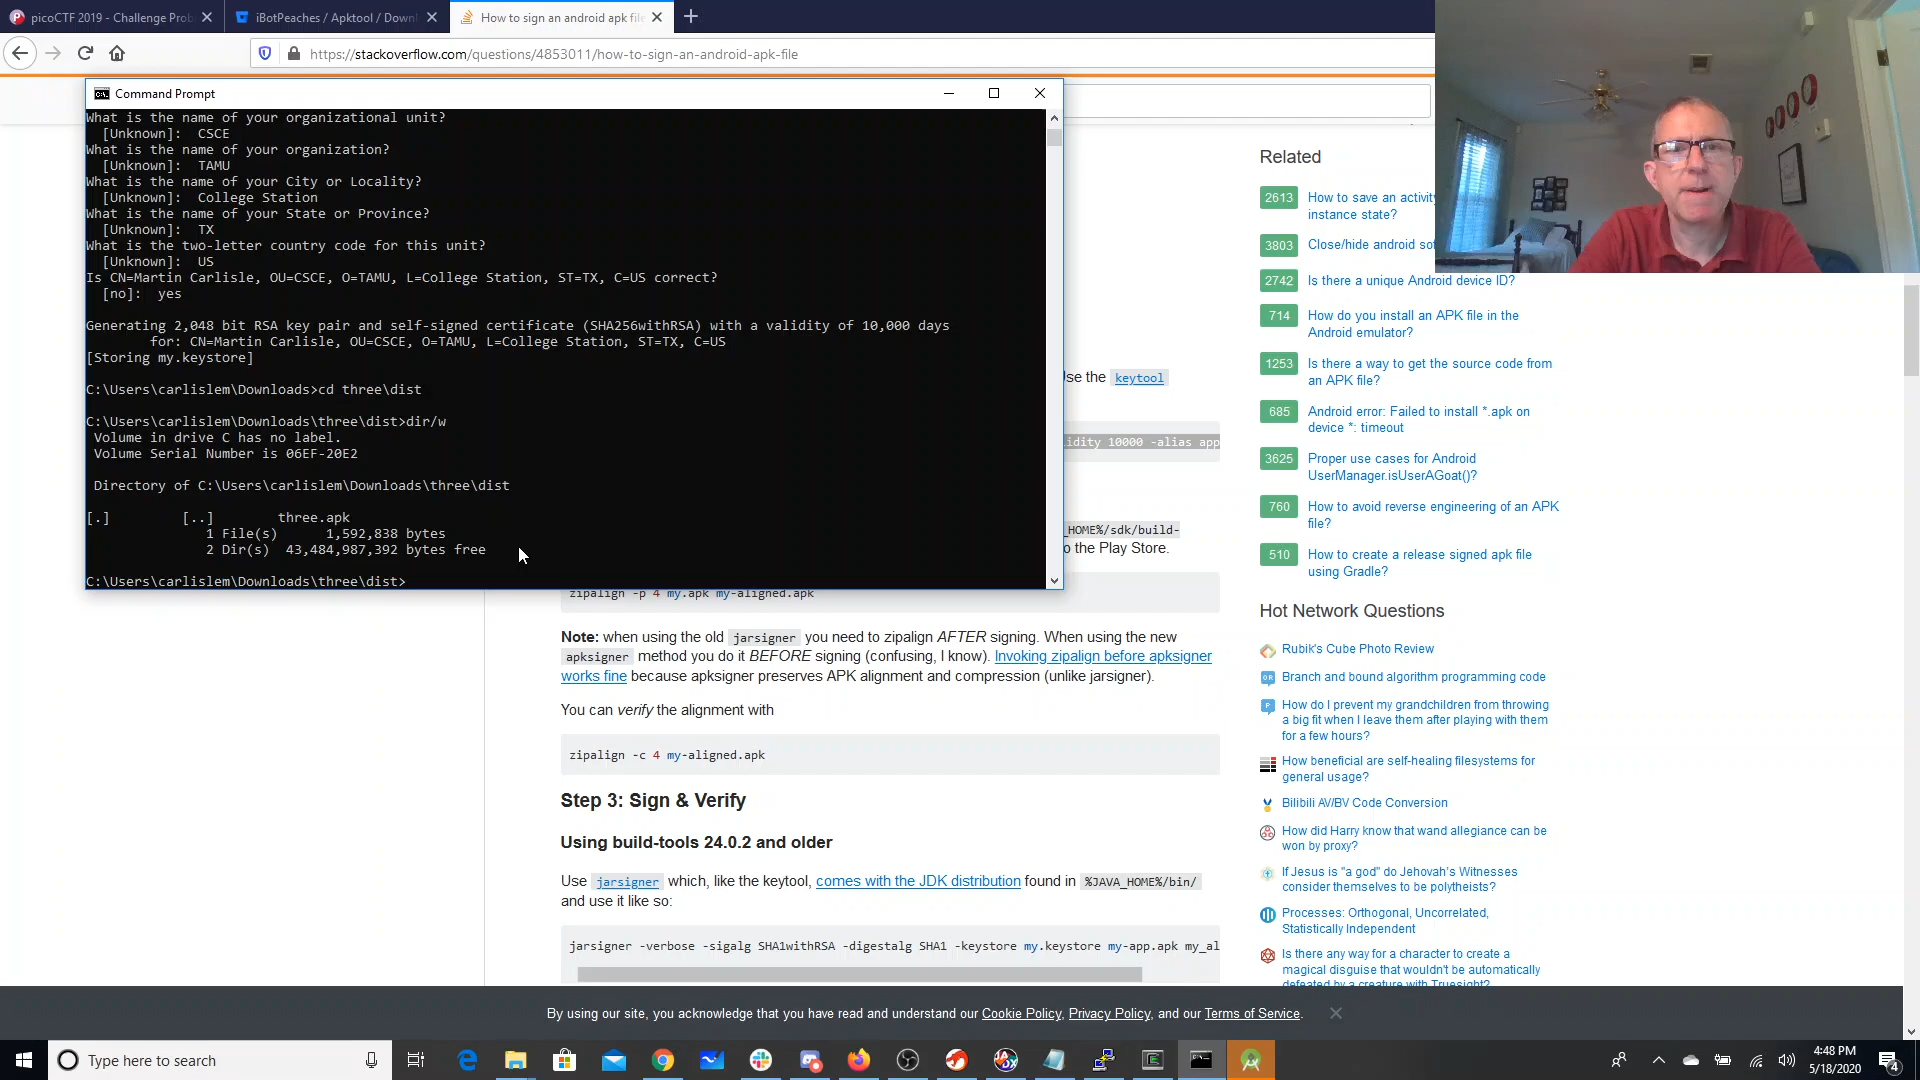 picoCTF 2019 - Challenge Prob
iBotPeaches / Apktool / Downl
How to sign an android apk file
https://stackoverflow.com/questions/4853011/how-to-sign-an-android-apk-file
Command Prompt
What is the name of your organizational unit?
[Unknown]: CSCE
What is the name of your organization?
[Unknown]: TAMU
What is the name of your City or Locality?
[Unknown]: College Station
What is the name of your State or Province?
[Unknown]: TX
What is the two-letter country code for this unit?
[Unknown]: US
Is CN=Martin Carlisle, OU=CSCE, O=TAMU, L=College Station, ST=TX, C=US correct?
[no]: yes
Generating 2,048 bit RSA key pair and self-signed certificate (SHA256withRSA) with a validity of 10,000 days
for: CN=Martin Carlisle, OU=CSCE, O=TAMU, L=College Station, ST=TX, C=US
[Storing my.keystore]
C:\Users\carlislem\Downloads>cd three\dist
C:\Users\carlislem\Downloads\three\dist>dir/w
Volume in drive C has no label.
Volume Serial Number is 06EF-20E2
Directory of C:\Users\carlislem\Downloads\three\dist
[.] [..] three.apk
1 File(s) 1,592,838 bytes
2 Dir(s) 43,484,987,392 bytes free
C:\Users\carlislem\Downloads\three\dist>
se the keytool
idity 10000 -alias app
_HOME%/sdk/build-
o the Play Store.
zipalign -p 4 my.apk my-aligned.apk
Note: when using the old jarsigner you need to zipalign AFTER signing. When using the new
apksigner method you do it BEFORE signing (confusing, I know). Invoking zipalign before apksigner
works fine because apksigner preserves APK alignment and compression (unlike jarsigner).
You can verify the alignment with
zipalign -c 4 my-aligned.apk
Step 3: Sign & Verify
Using build-tools 24.0.2 and older
Use jarsigner which, like the keytool, comes with the JDK distribution found in %JAVA_HOME%/bin/
and use it like so:
jarsigner -verbose -sigalg SHA1withRSA -digestalg SHA1 -keystore my.keystore my-app.apk my_al
Related
2613 How to save an activity
instance state?
3803 Close/hide android sof
2742 Is there a unique Android device ID?
714 How do you install an APK file in the
Android emulator?
1253 Is there a way to get the source code from
an APK file?
685 Android error: Failed to install *.apk on
device *: timeout
3625 Proper use cases for Android
UserManager.isUserAGoat()?
760 How to avoid reverse engineering of an APK
file?
510 How to create a release signed apk file
using Gradle?
Hot Network Questions
Rubik's Cube Photo Review
Branch and bound algorithm programming code
How do I prevent my grandchildren from throwing
a big fit when I leave them after playing with them
for a few hours?
How beneficial are self-healing filesystems for
general usage?
Bilibili AV/BV Code Conversion
How did Harry know that wand allegiance can be
won by proxy?
If Jesus is "a god" do Jehovah's Witnesses
consider themselves to be polytheists?
Processes: Orthogonal, Uncorrelated,
Statistically Independent
Is there any way for a character to create a
magical disguise that wouldn't be automatically
defeated by a creature with Truesight?
By using our site, you acknowledge that you have read and understand our Cookie Policy, Privacy Policy, and our Terms of Service.
Type here to search
4:48 PM
5/18/2020
4